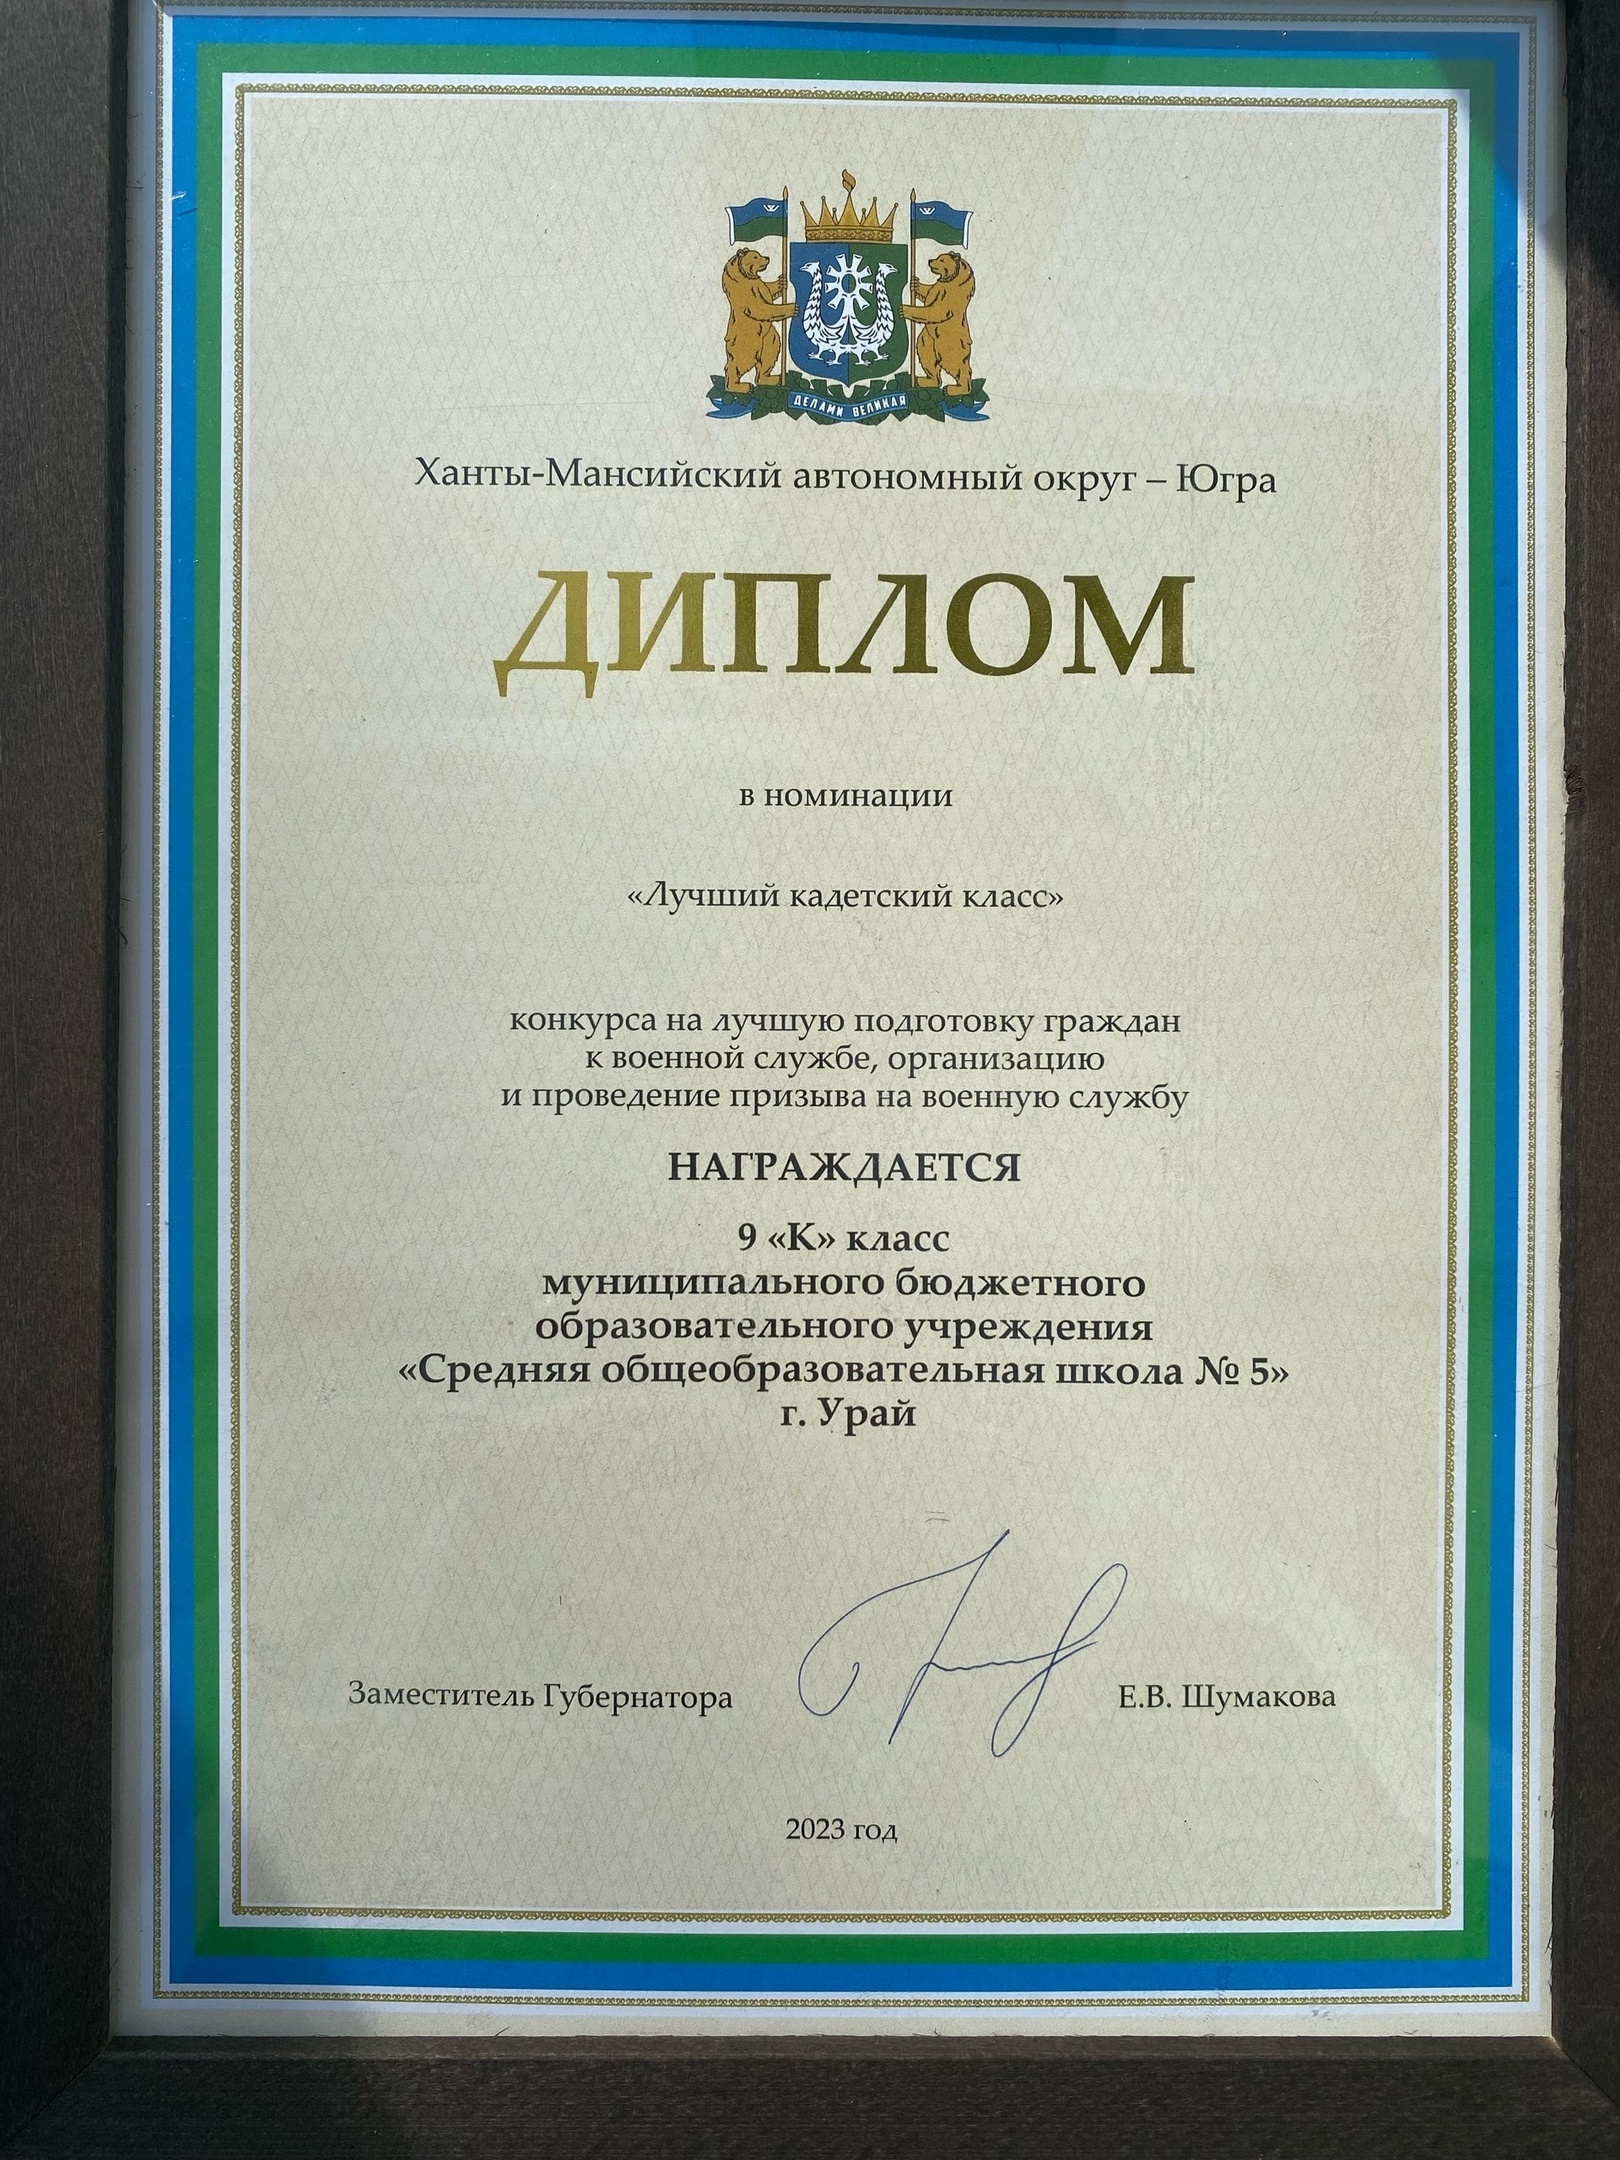 ДЕЛАМИ ВЕЛИКАЯ
Ханты-Мансийский автономный округ – Югра
ДИПЛОМ
в номинации
«Лучший кадетский класс»
конкурса на лучшую подготовку граждан
к военной службе, организацию
и проведение призыва на военную службу
НАГРАЖДАЕТСЯ
9 «К» класс
муниципального бюджетного
образовательного учреждения
«Средняя общеобразовательная школа № 5»
г. Урай
Заместитель Губернатора Е.В. Шумакова
2023 год